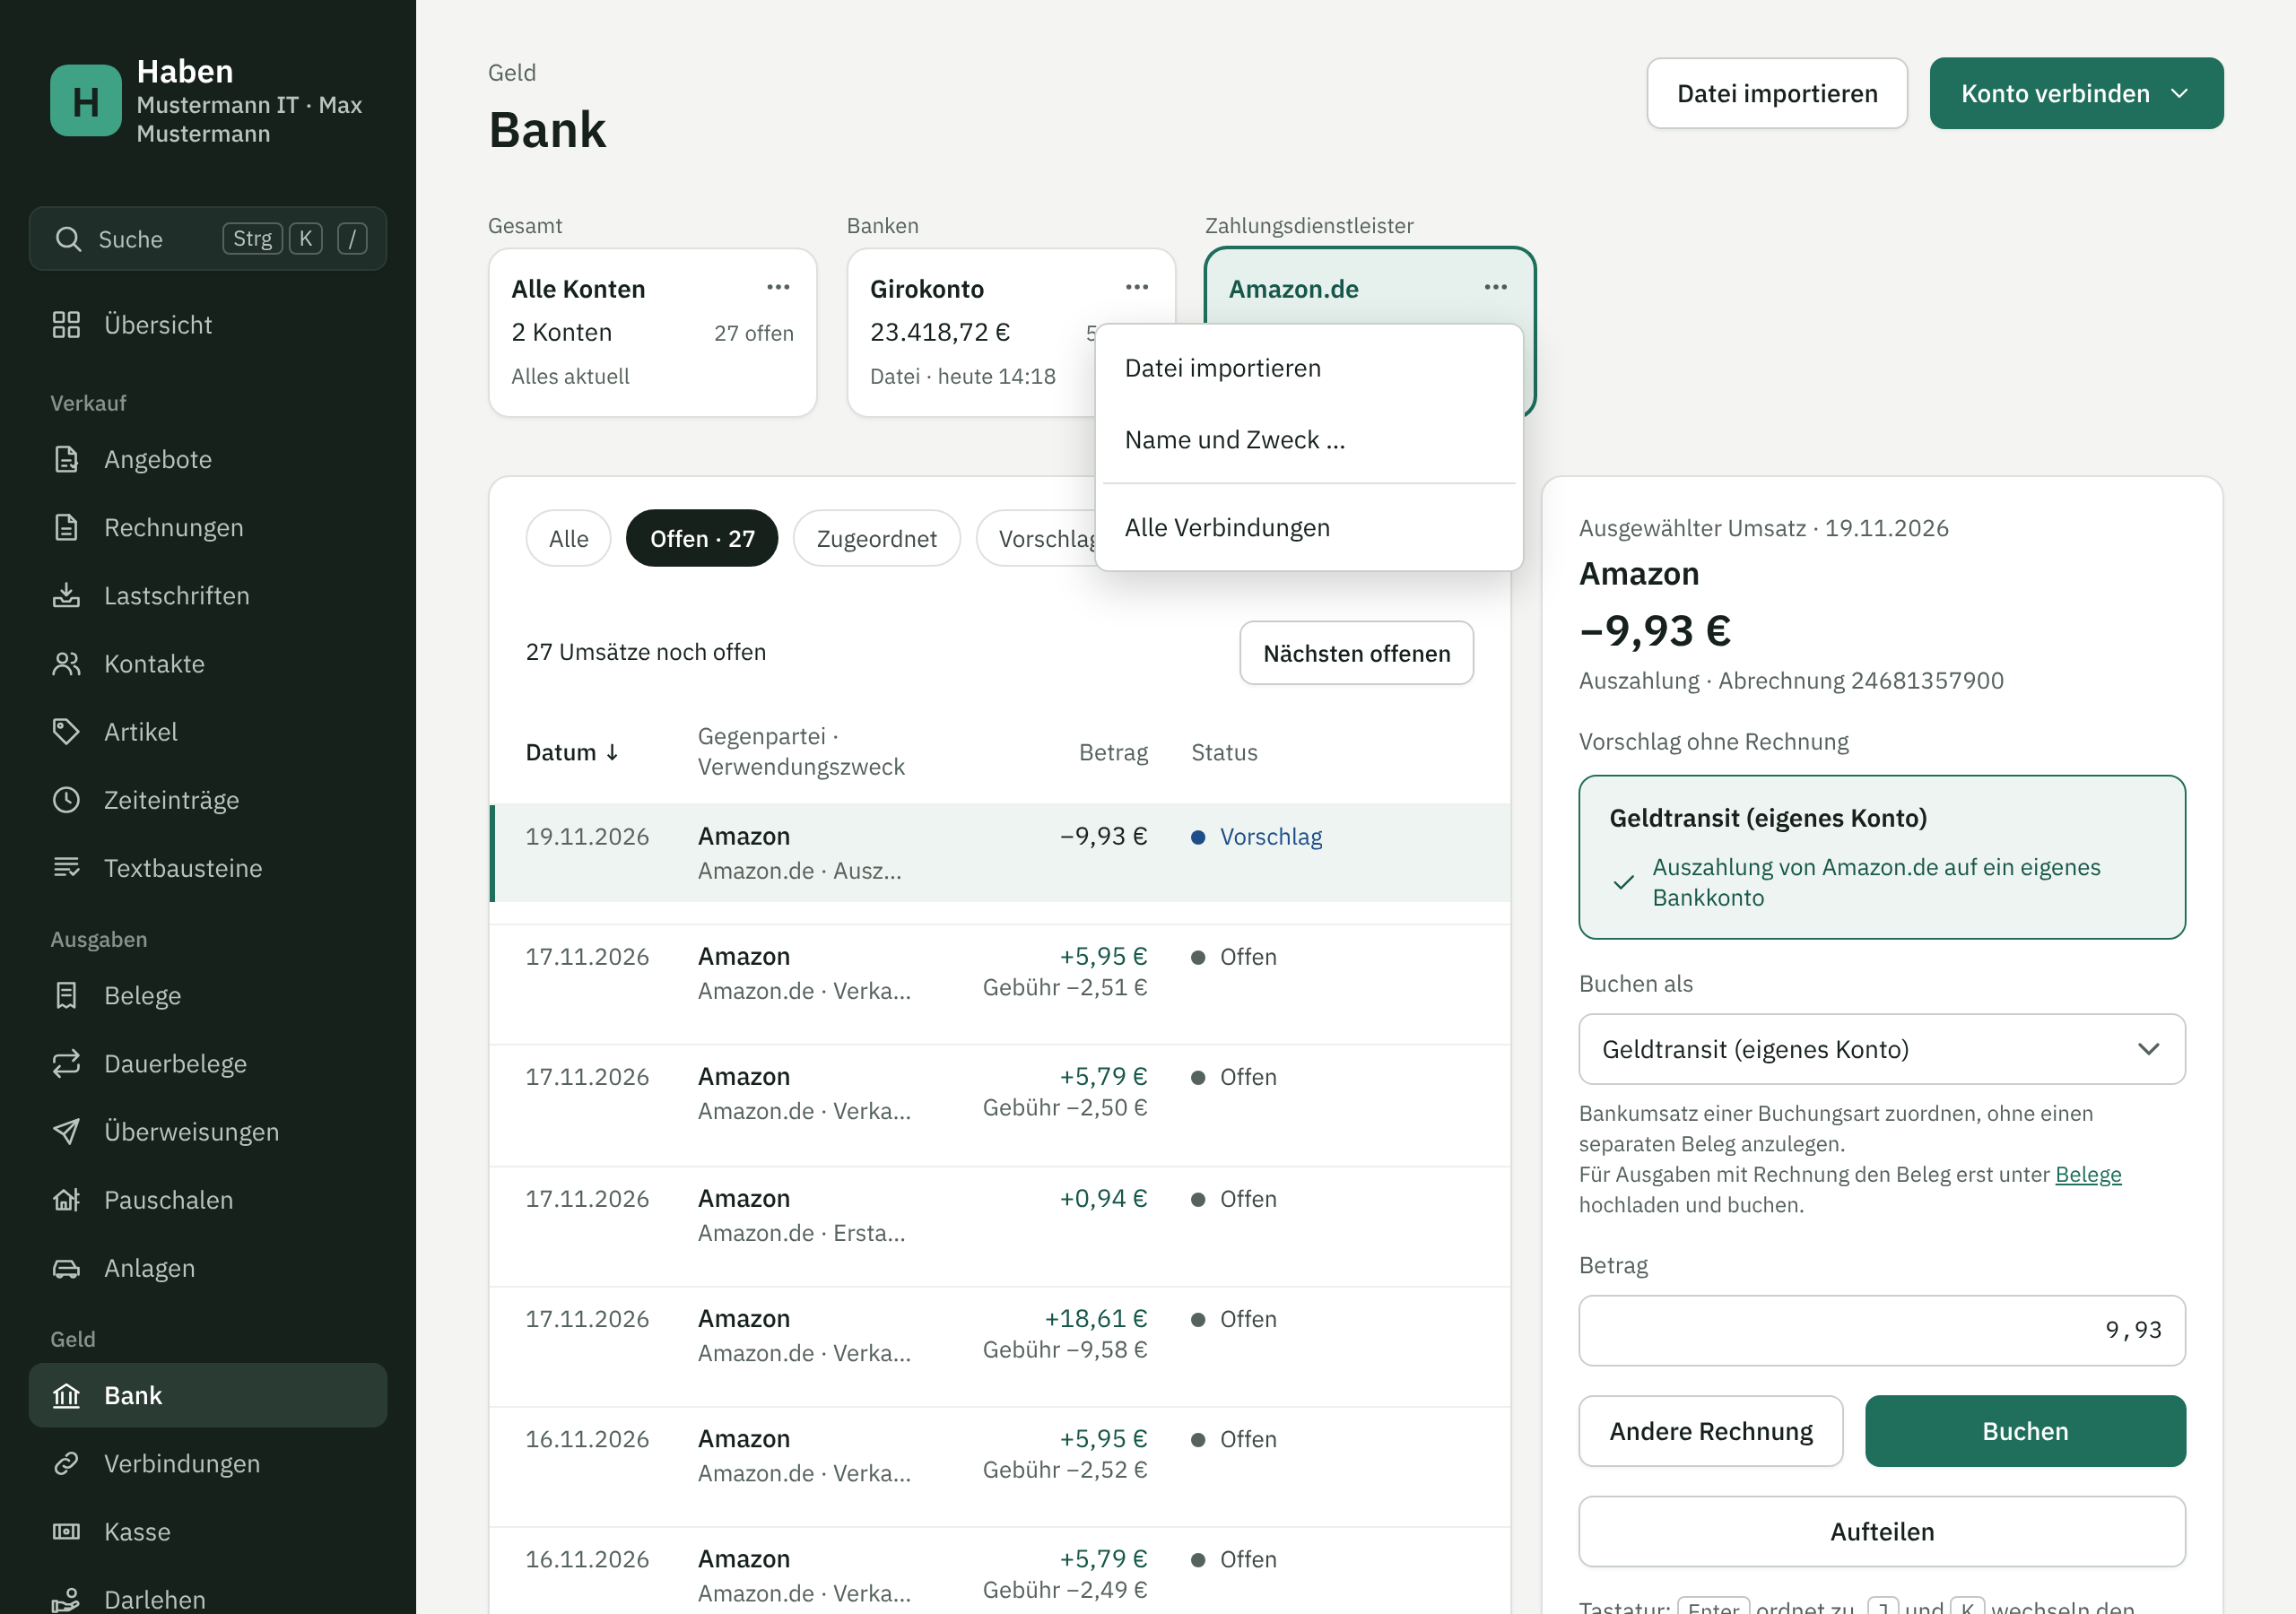 H
Haben
Mustermann IT · Max
Mustermann
Suche
Strg K /
Übersicht
Verkauf
Angebote
Rechnungen
Lastschriften
Kontakte
Artikel
Zeiteinträge
Textbausteine
Ausgaben
Belege
Dauerbelege
Überweisungen
Pauschalen
Anlagen
Geld
Bank
Verbindungen
Kasse
Darlehen
Geld
Bank
Datei importieren
Konto verbinden
Gesamt
Alle Konten
2 Konten
27 offen
Alles aktuell
Banken
Girokonto
23.418,72 €
Datei · heute 14:18
Zahlungsdienstleister
Amazon.de
Datei importieren
Name und Zweck …
Alle Verbindungen
Alle
Offen · 27
Zugeordnet
27 Umsätze noch offen
Nächsten offenen
Datum ↓
Gegenpartei ·
Verwendungszweck
Betrag
Status
19.11.2026 Amazon −9,93 € Vorschlag
Amazon.de · Ausz…
17.11.2026 Amazon +5,95 € Offen
Amazon.de · Verka… Gebühr −2,51 €
17.11.2026 Amazon +5,79 € Offen
Amazon.de · Verka… Gebühr −2,50 €
17.11.2026 Amazon +0,94 € Offen
Amazon.de · Ersta…
17.11.2026 Amazon +18,61 € Offen
Amazon.de · Verka… Gebühr −9,58 €
16.11.2026 Amazon +5,95 € Offen
Amazon.de · Verka… Gebühr −2,52 €
16.11.2026 Amazon +5,79 € Offen
Amazon.de · Verka… Gebühr −2,49 €
Ausgewählter Umsatz · 19.11.2026
Amazon
−9,93 €
Auszahlung · Abrechnung 24681357900
Vorschlag ohne Rechnung
Geldtransit (eigenes Konto)
Auszahlung von Amazon.de auf ein eigenes
Bankkonto
Buchen als
Geldtransit (eigenes Konto)
Bankumsatz einer Buchungsart zuordnen, ohne einen
separaten Beleg anzulegen.
Für Ausgaben mit Rechnung den Beleg erst unter Belege
hochladen und buchen.
Betrag
9,93
Andere Rechnung
Buchen
Aufteilen
Tastatur: Enter ordnet zu, J und K wechseln den